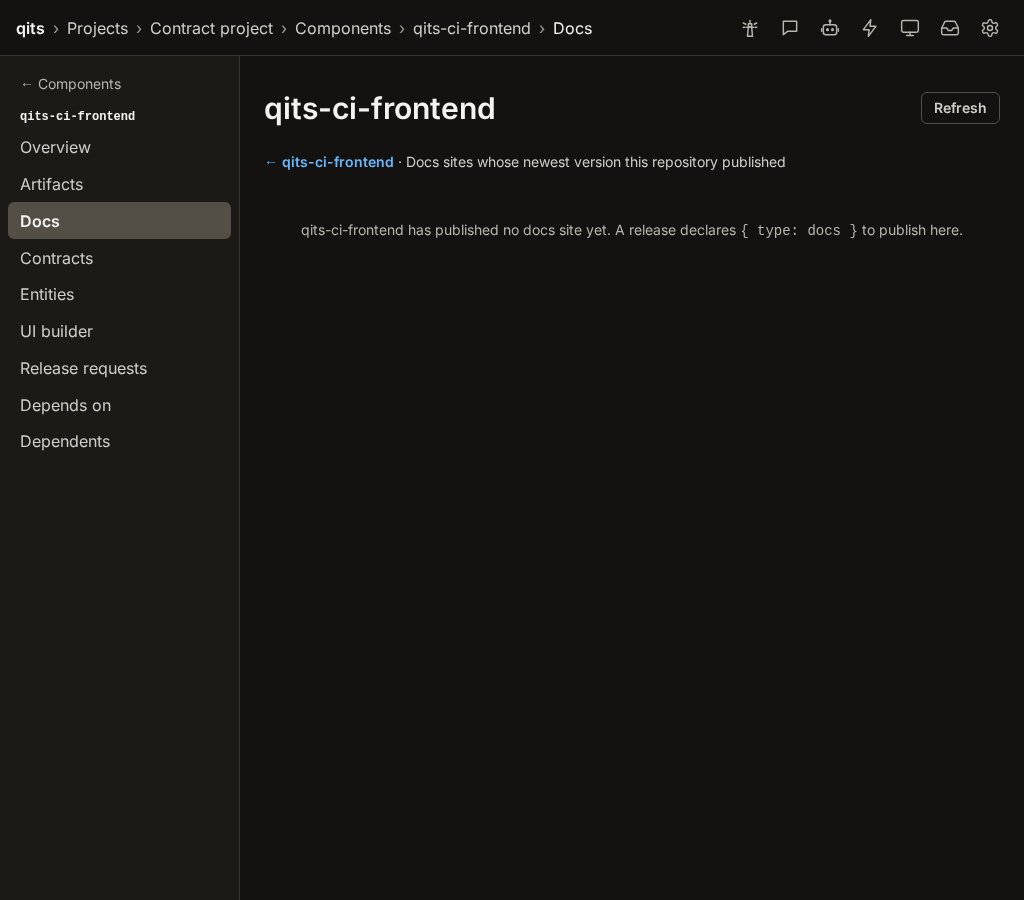 qits › Projects › Contract project › Components › qits-ci-frontend › Docs
← Components
qits-ci-frontend
Overview
Artifacts
Docs
Contracts
Entities
UI builder
Release requests
Depends on
Dependents
qits-ci-frontend
Refresh
← qits-ci-frontend · Docs sites whose newest version this repository published
qits-ci-frontend has published no docs site yet. A release declares { type: docs } to publish here.